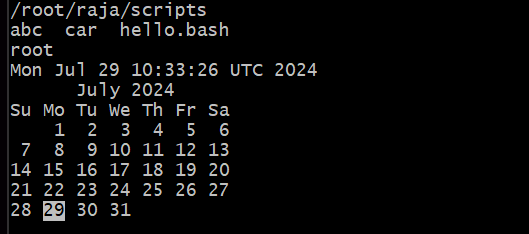 /root/raja/scripts
abc  car  hello.bash
root
Mon Jul 29 10:33:26 UTC 2024
      July 2024
Su Mo Tu We Th Fr Sa
    1  2  3  4  5  6
 7  8  9 10 11 12 13
14 15 16 17 18 19 20
21 22 23 24 25 26 27
28 29 30 31